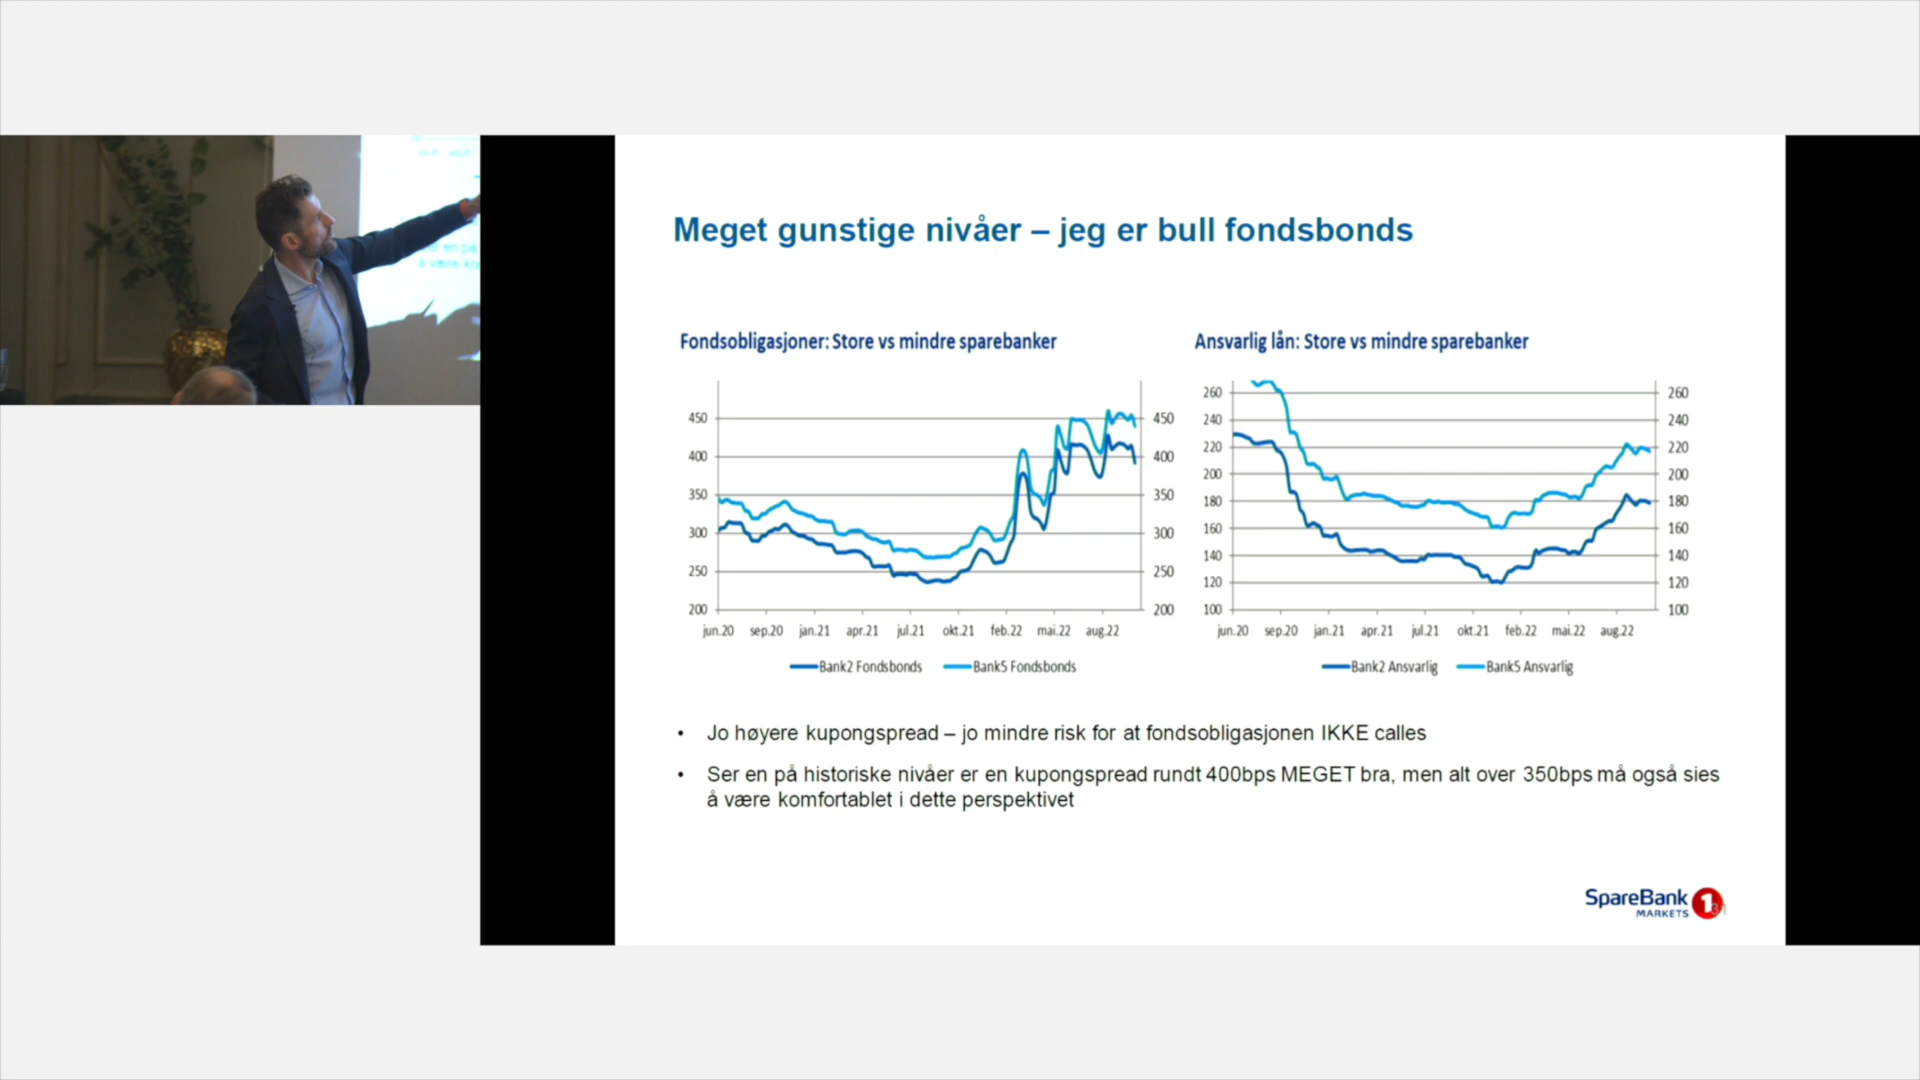 Meget gunstige nivåer – jeg er bull fondsbonds
Fondsobligasjoner: Store vs mindre sparebanker
450
400
350
300
250
200
450
400
350
300
250
200
jun.20 sep.20 jan.21 apr.21 jul.21 okt.21 feb.22 mai.22 aug.22
Bank2 Fondsbonds Bank5 Fondsbonds
Ansvarlig lån: Store vs mindre sparebanker
260
240
220
200
180
160
140
120
100
260
240
220
200
180
160
140
120
100
jun.20 sep.20 jan.21 apr.21 jul.21 okt.21 feb.22 mai.22 aug.22
Bank2 Ansvarlig Bank5 Ansvarlig
• Jo høyere kupongspread – jo mindre risk for at fondsobligasjonen IKKE calles
• Ser en på historiske nivåer er en kupongspread rundt 400bps MEGET bra, men alt over 350bps må også sies
å være komfortablet i dette perspektivet
SpareBank 1
MARKETS